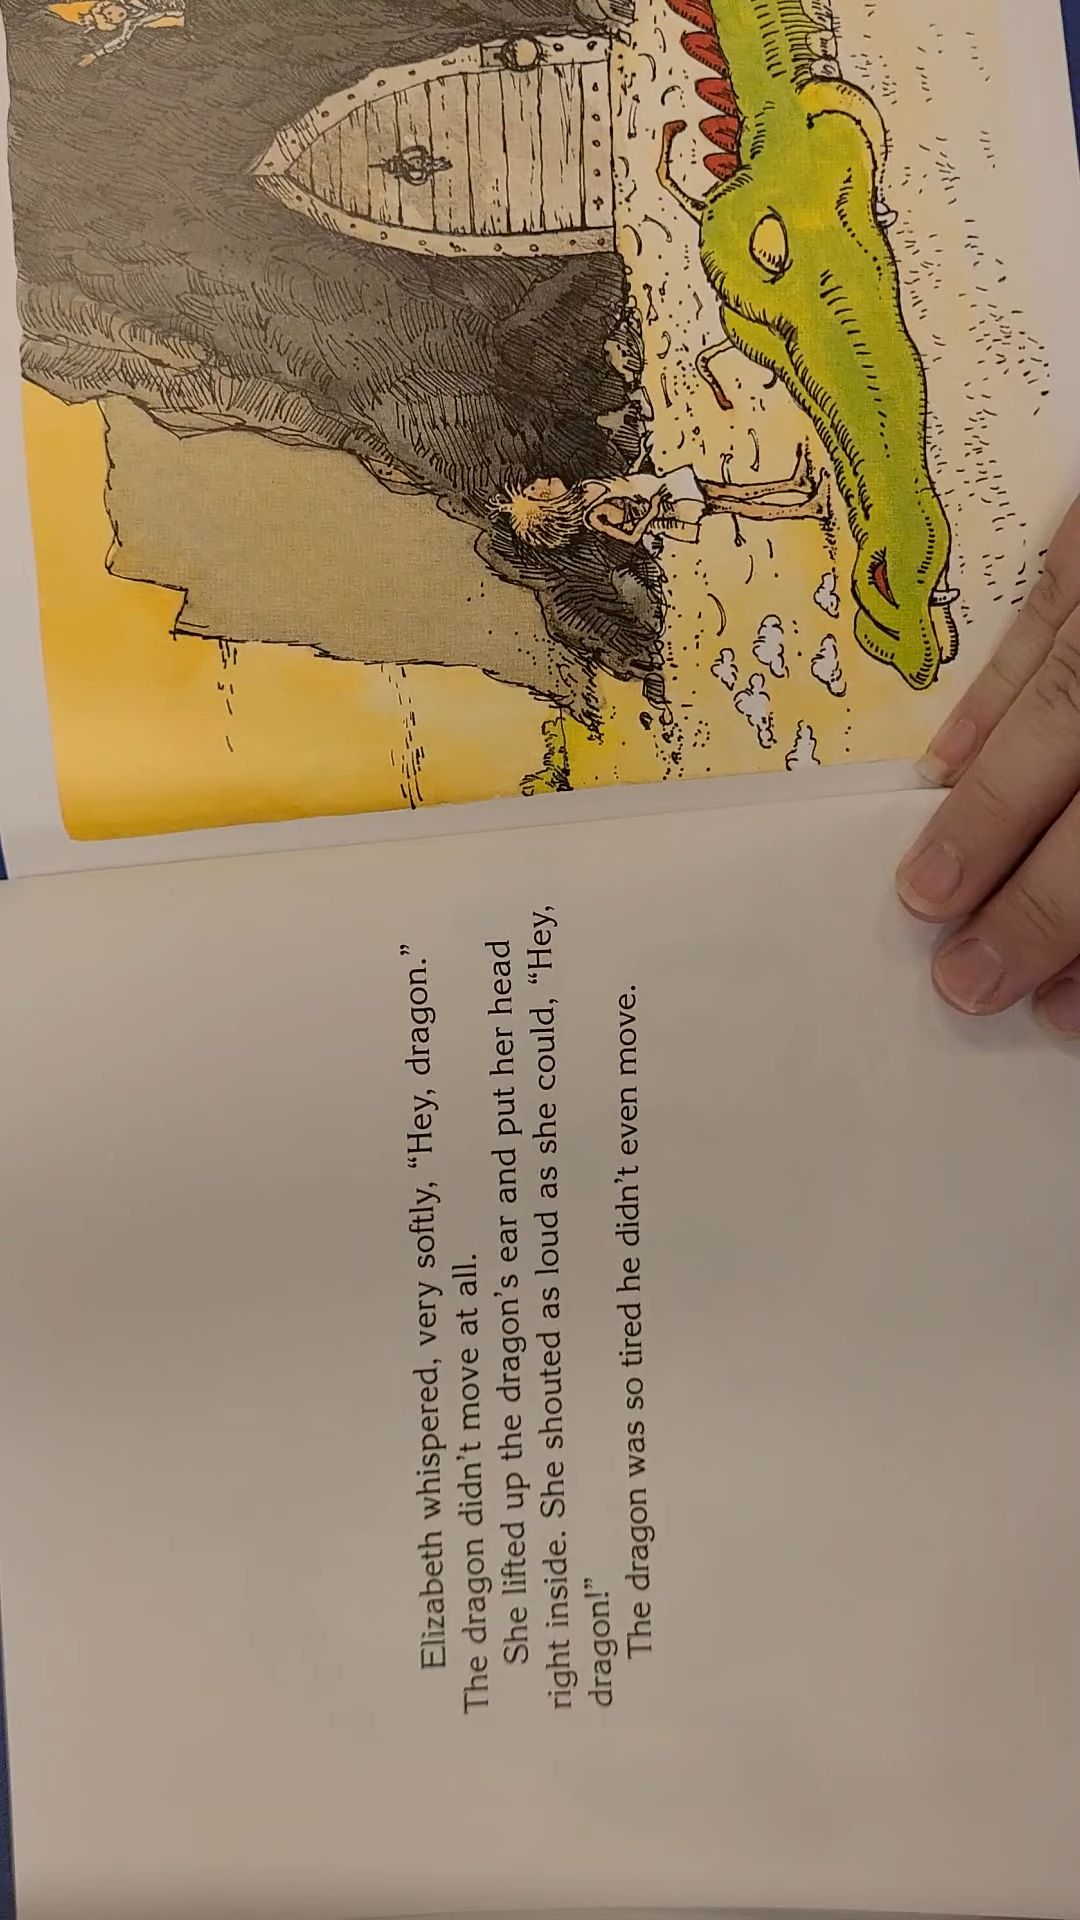 Elizabeth whispered, very softly, “Hey, dragon.”
The dragon didn’t move at all.
She lifted up the dragon’s ear and put her head
right inside. She shouted as loud as she could, “Hey,
dragon!”
The dragon was so tired he didn’t even move.